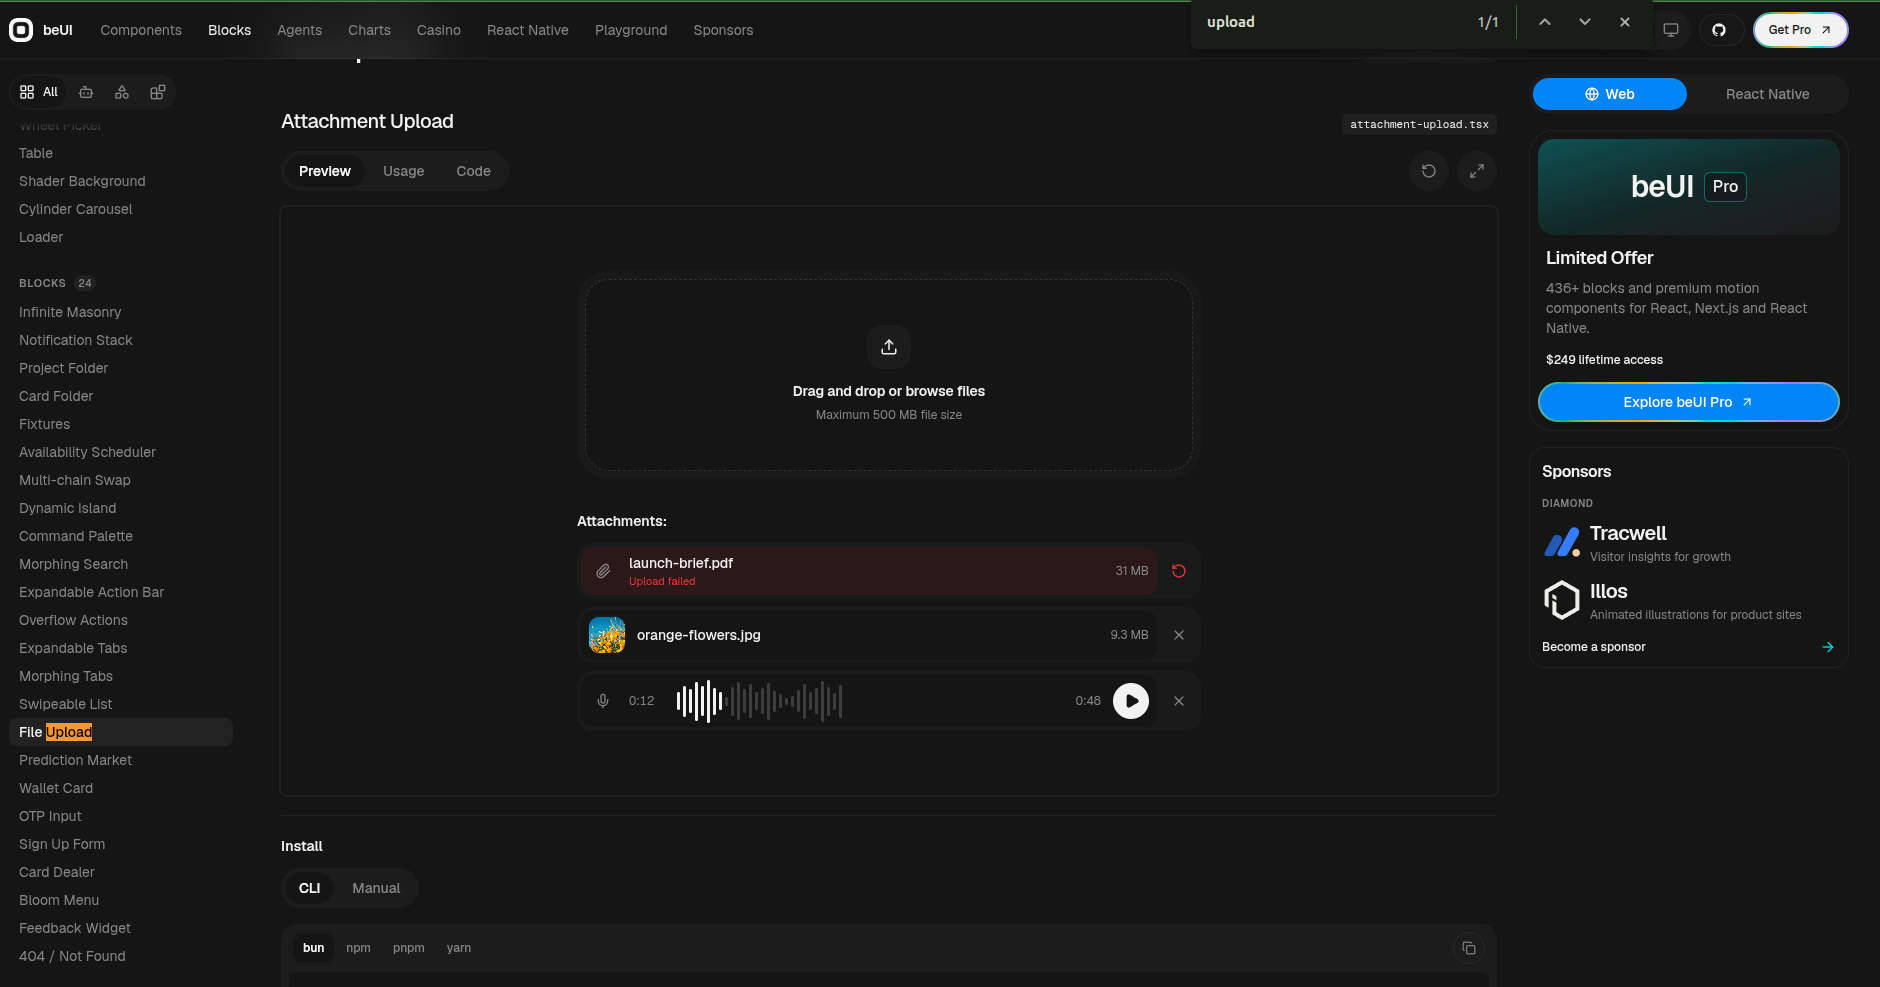 beUI
Components
Blocks
Agents
Charts
Casino
React Native
Playground
Sponsors
upload
1/1
Get Pro
All
Wheel Picker
Table
Shader Background
Cylinder Carousel
Loader
BLOCKS 24
Infinite Masonry
Notification Stack
Project Folder
Card Folder
Fixtures
Availability Scheduler
Multi-chain Swap
Dynamic Island
Command Palette
Morphing Search
Expandable Action Bar
Overflow Actions
Expandable Tabs
Morphing Tabs
Swipeable List
File Upload
Prediction Market
Wallet Card
OTP Input
Sign Up Form
Card Dealer
Bloom Menu
Feedback Widget
404 / Not Found
Attachment Upload
attachment-upload.tsx
Preview
Usage
Code
Drag and drop or browse files
Maximum 500 MB file size
Attachments:
launch-brief.pdf
Upload failed
31 MB
orange-flowers.jpg
9.3 MB
0:12
0:48
Install
CLI
Manual
bun
npm
pnpm
yarn
Web
React Native
beUI Pro
Limited Offer
436+ blocks and premium motion
components for React, Next.js and React
Native.
$249 lifetime access
Explore beUI Pro
Sponsors
DIAMOND
Tracwell
Visitor insights for growth
Illos
Animated illustrations for product sites
Become a sponsor